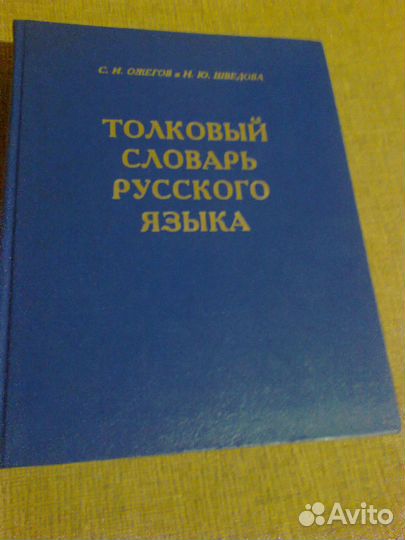 С. И. ОЖЕГОВ и Н. Ю. ШВЕДОВА
ТОЛКОВЫЙ
СЛОВАРЬ
РУССКОГО
ЯЗЫКА
Avito